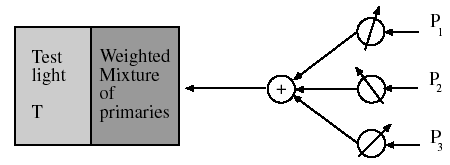 Test
light
T
Weighted
Mixture
of
primaries
+
P1
P2
P3